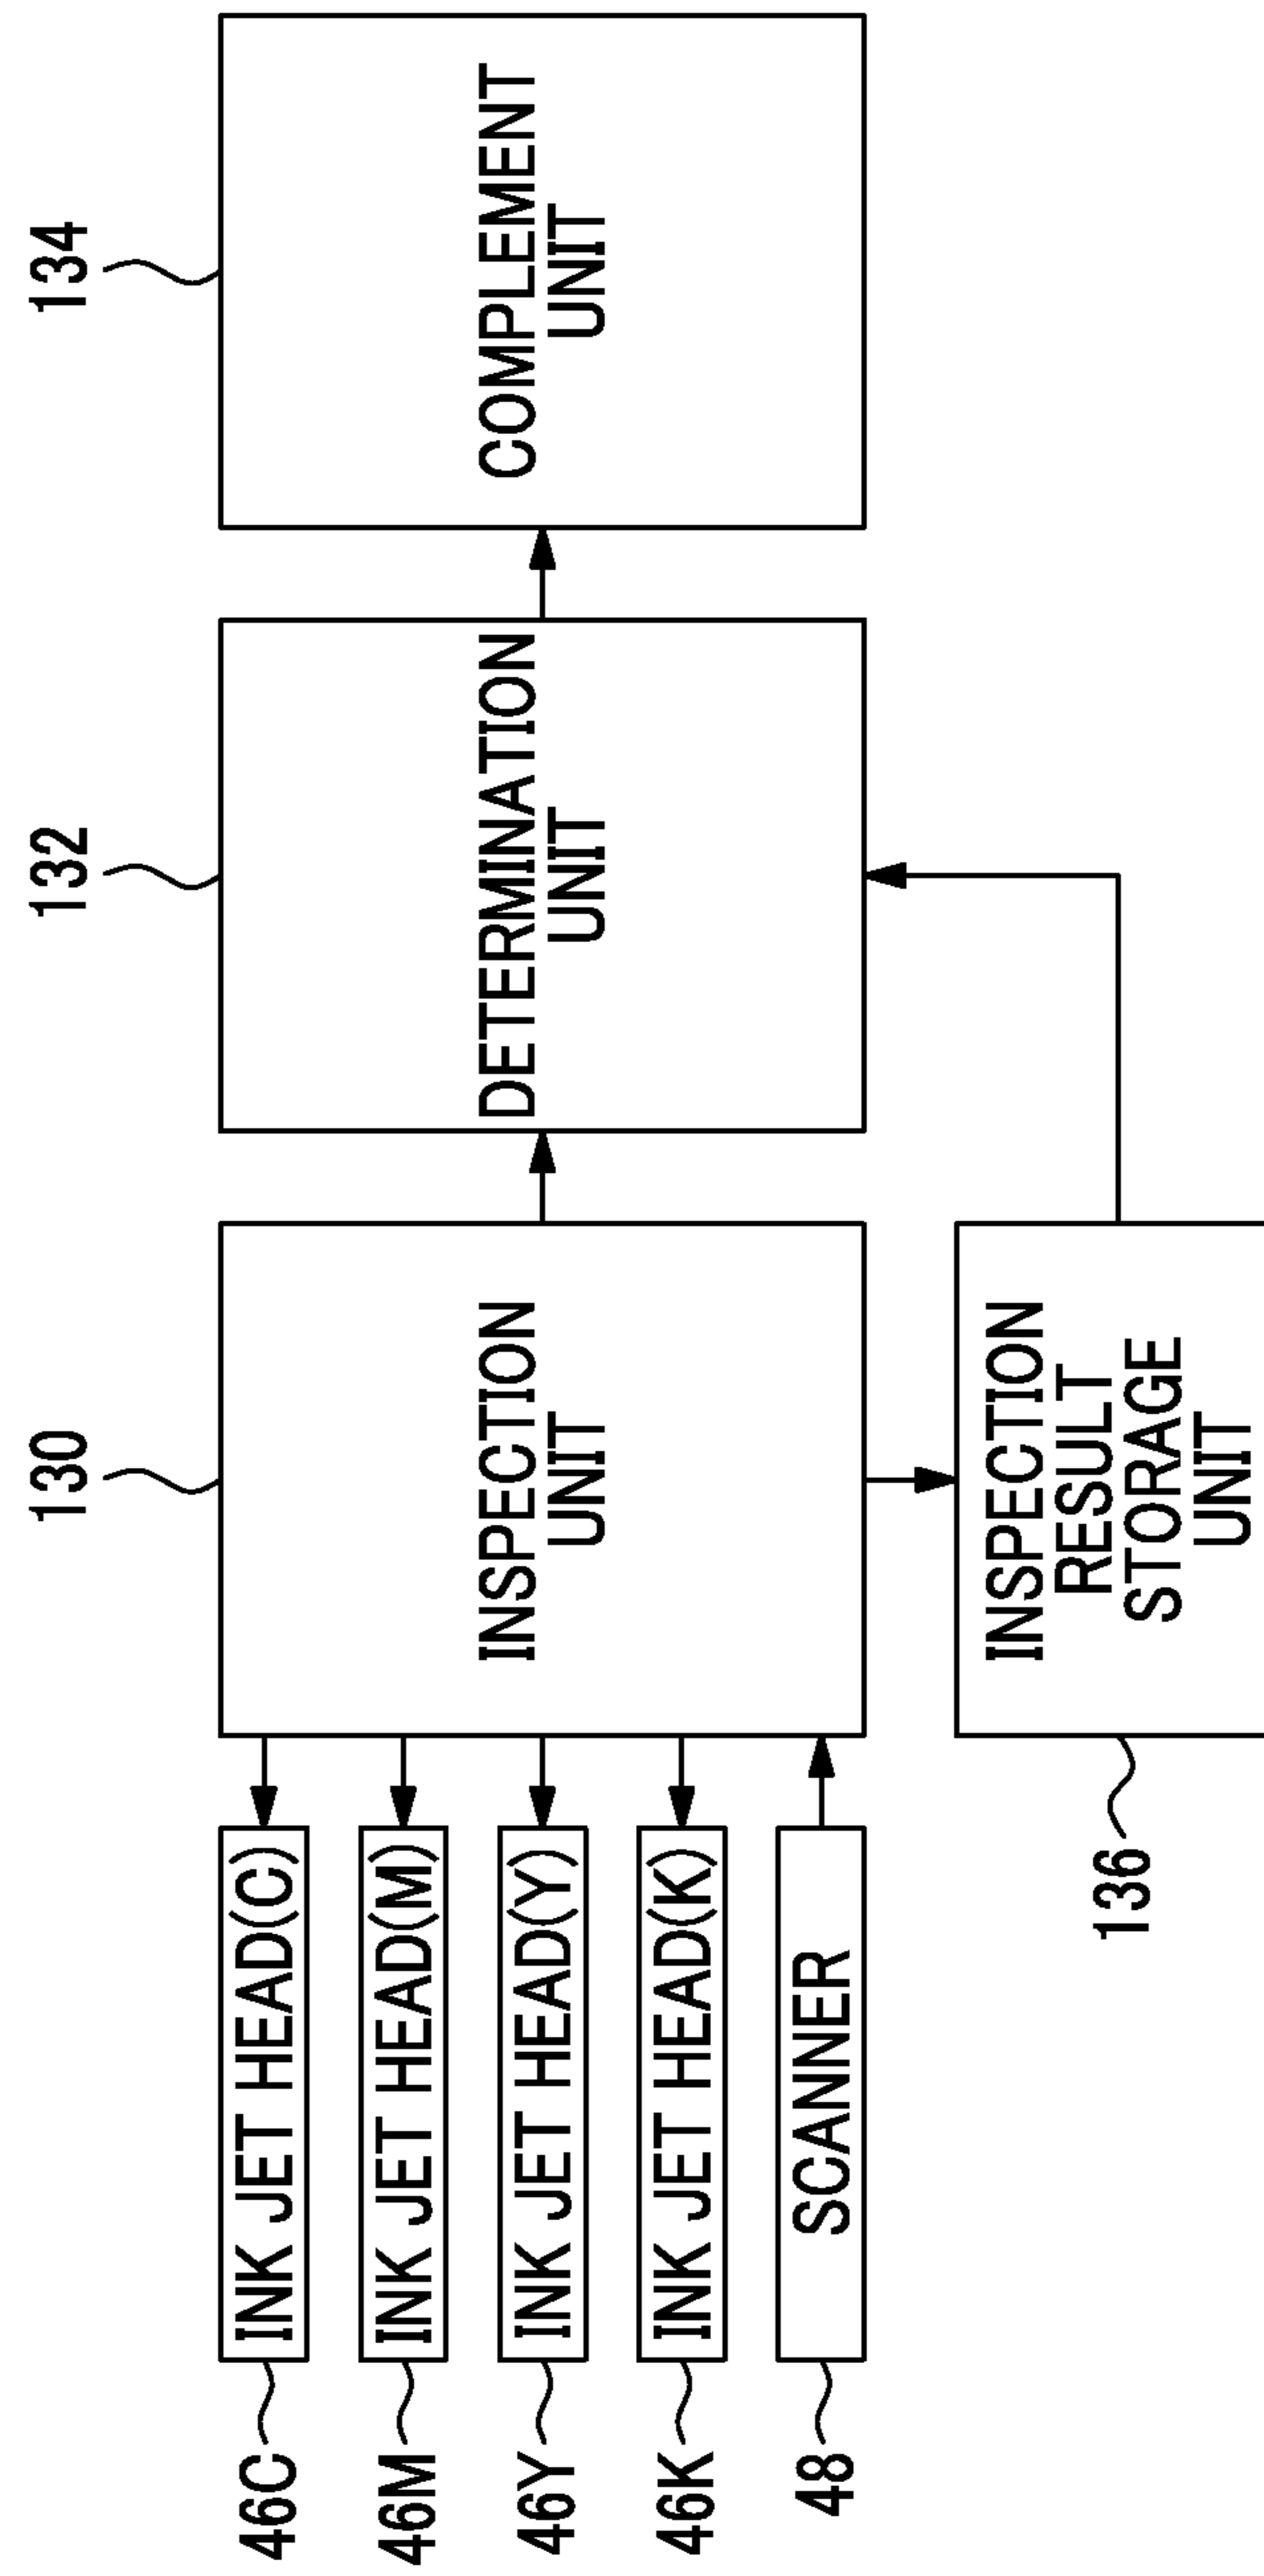 130
132
134
46C
INK JET HEAD(C)
46M
INK JET HEAD(M)
46Y
INK JET HEAD(Y)
46K
INK JET HEAD(K)
48
SCANNER
INSPECTION
UNIT
DETERMINATION
UNIT
COMPLEMENT
UNIT
136
INSPECTION
RESULT
STORAGE
UNIT